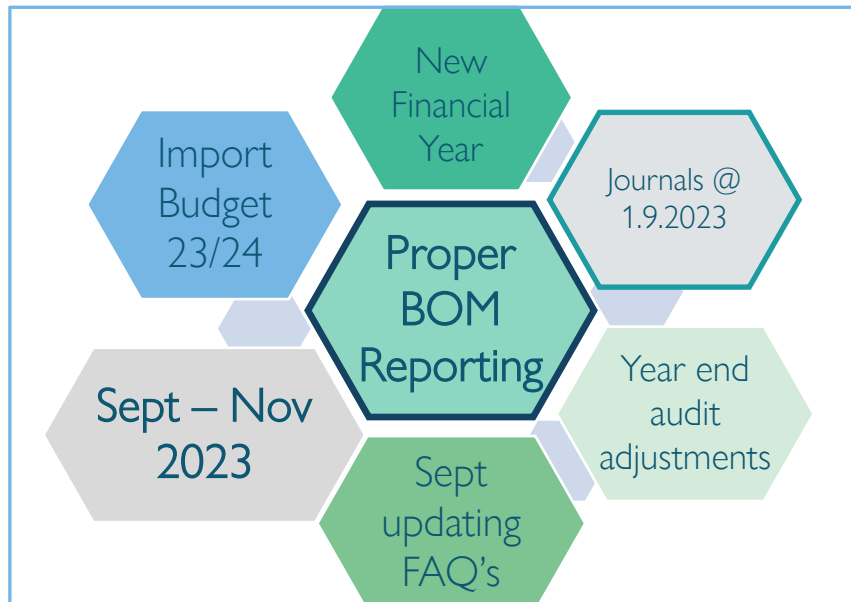 New
Financial
Year
Journals @
1.9.2023
Year end
audit
adjustments
Sept
updating
FAQ's
Sept – Nov
2023
Import
Budget
23/24
Proper
BOM
Reporting